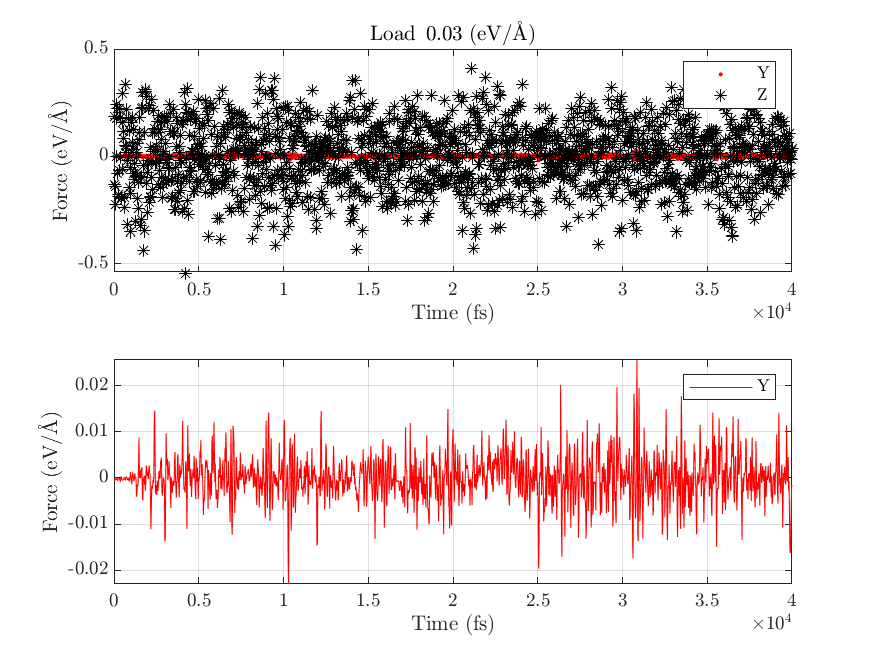 Load 0.03 (eV/Å)
0.5
0
-0.5
Force (eV/Å)
Y
Z
0 0.5 1 1.5 2 2.5 3 3.5 4
Time (fs)
×10^4
0.02
0.01
0
-0.01
-0.02
Force (eV/Å)
Y
0 0.5 1 1.5 2 2.5 3 3.5 4
Time (fs)
×10^4